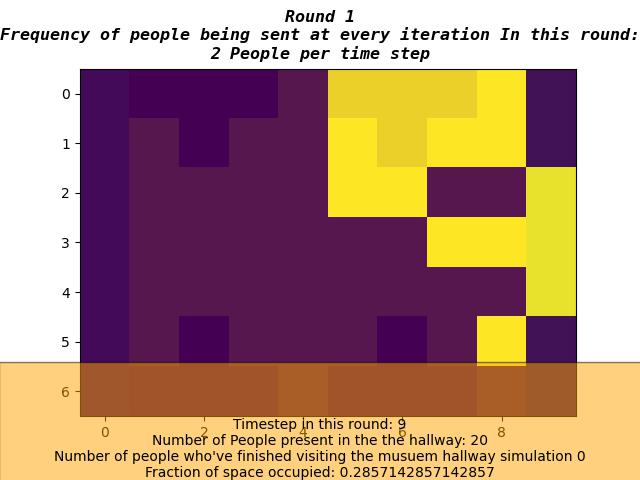 Round 1
Frequency of people being sent at every iteration In this round:
2 People per time step
0
1
2
3
4
5
6
0 2 4 6 8
Timestep in this round: 9
Number of People present in the the hallway: 20
Number of people who've finished visiting the musuem hallway simulation 0
Fraction of space occupied: 0.2857142857142857